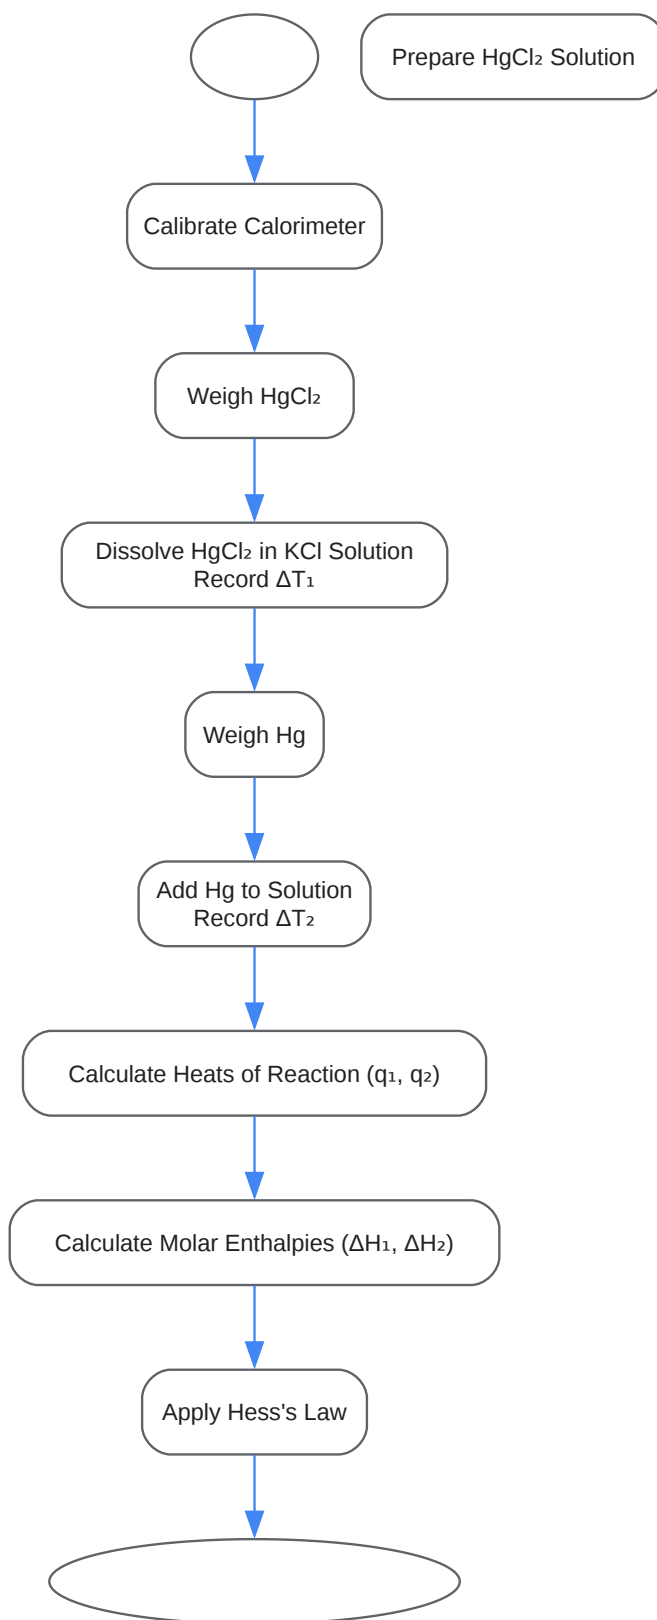 Prepare HgCl₂ Solution
Calibrate Calorimeter
Weigh HgCl₂
Dissolve HgCl₂ in KCl Solution
Record ΔT₁
Weigh Hg
Add Hg to Solution
Record ΔT₂
Calculate Heats of Reaction (q₁, q₂)
Calculate Molar Enthalpies (ΔH₁, ΔH₂)
Apply Hess's Law